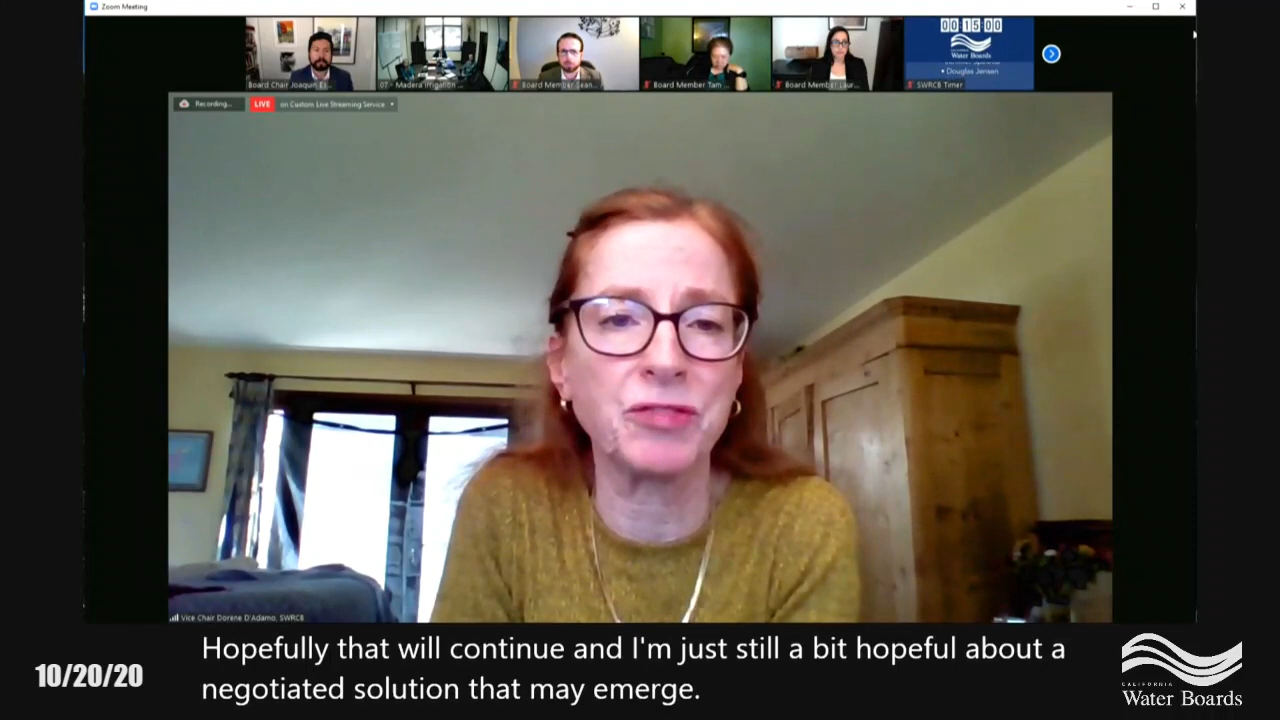 Zoom Meeting
00:15:00
Water Boards
• Douglas Jensen
Board Chair Joaquin E...
07 - Madera Irrigation ...
Board Member Sean...
Board Member Tam...
Board Member Laur...
SWRCB Timer
Recording...
LIVE on Custom Live Streaming Service
Vice Chair Dorene D'Adamo, SWRCB
Hopefully that will continue and I'm just still a bit hopeful about a
negotiated solution that may emerge.
10/20/20
CALIFORNIA
Water Boards